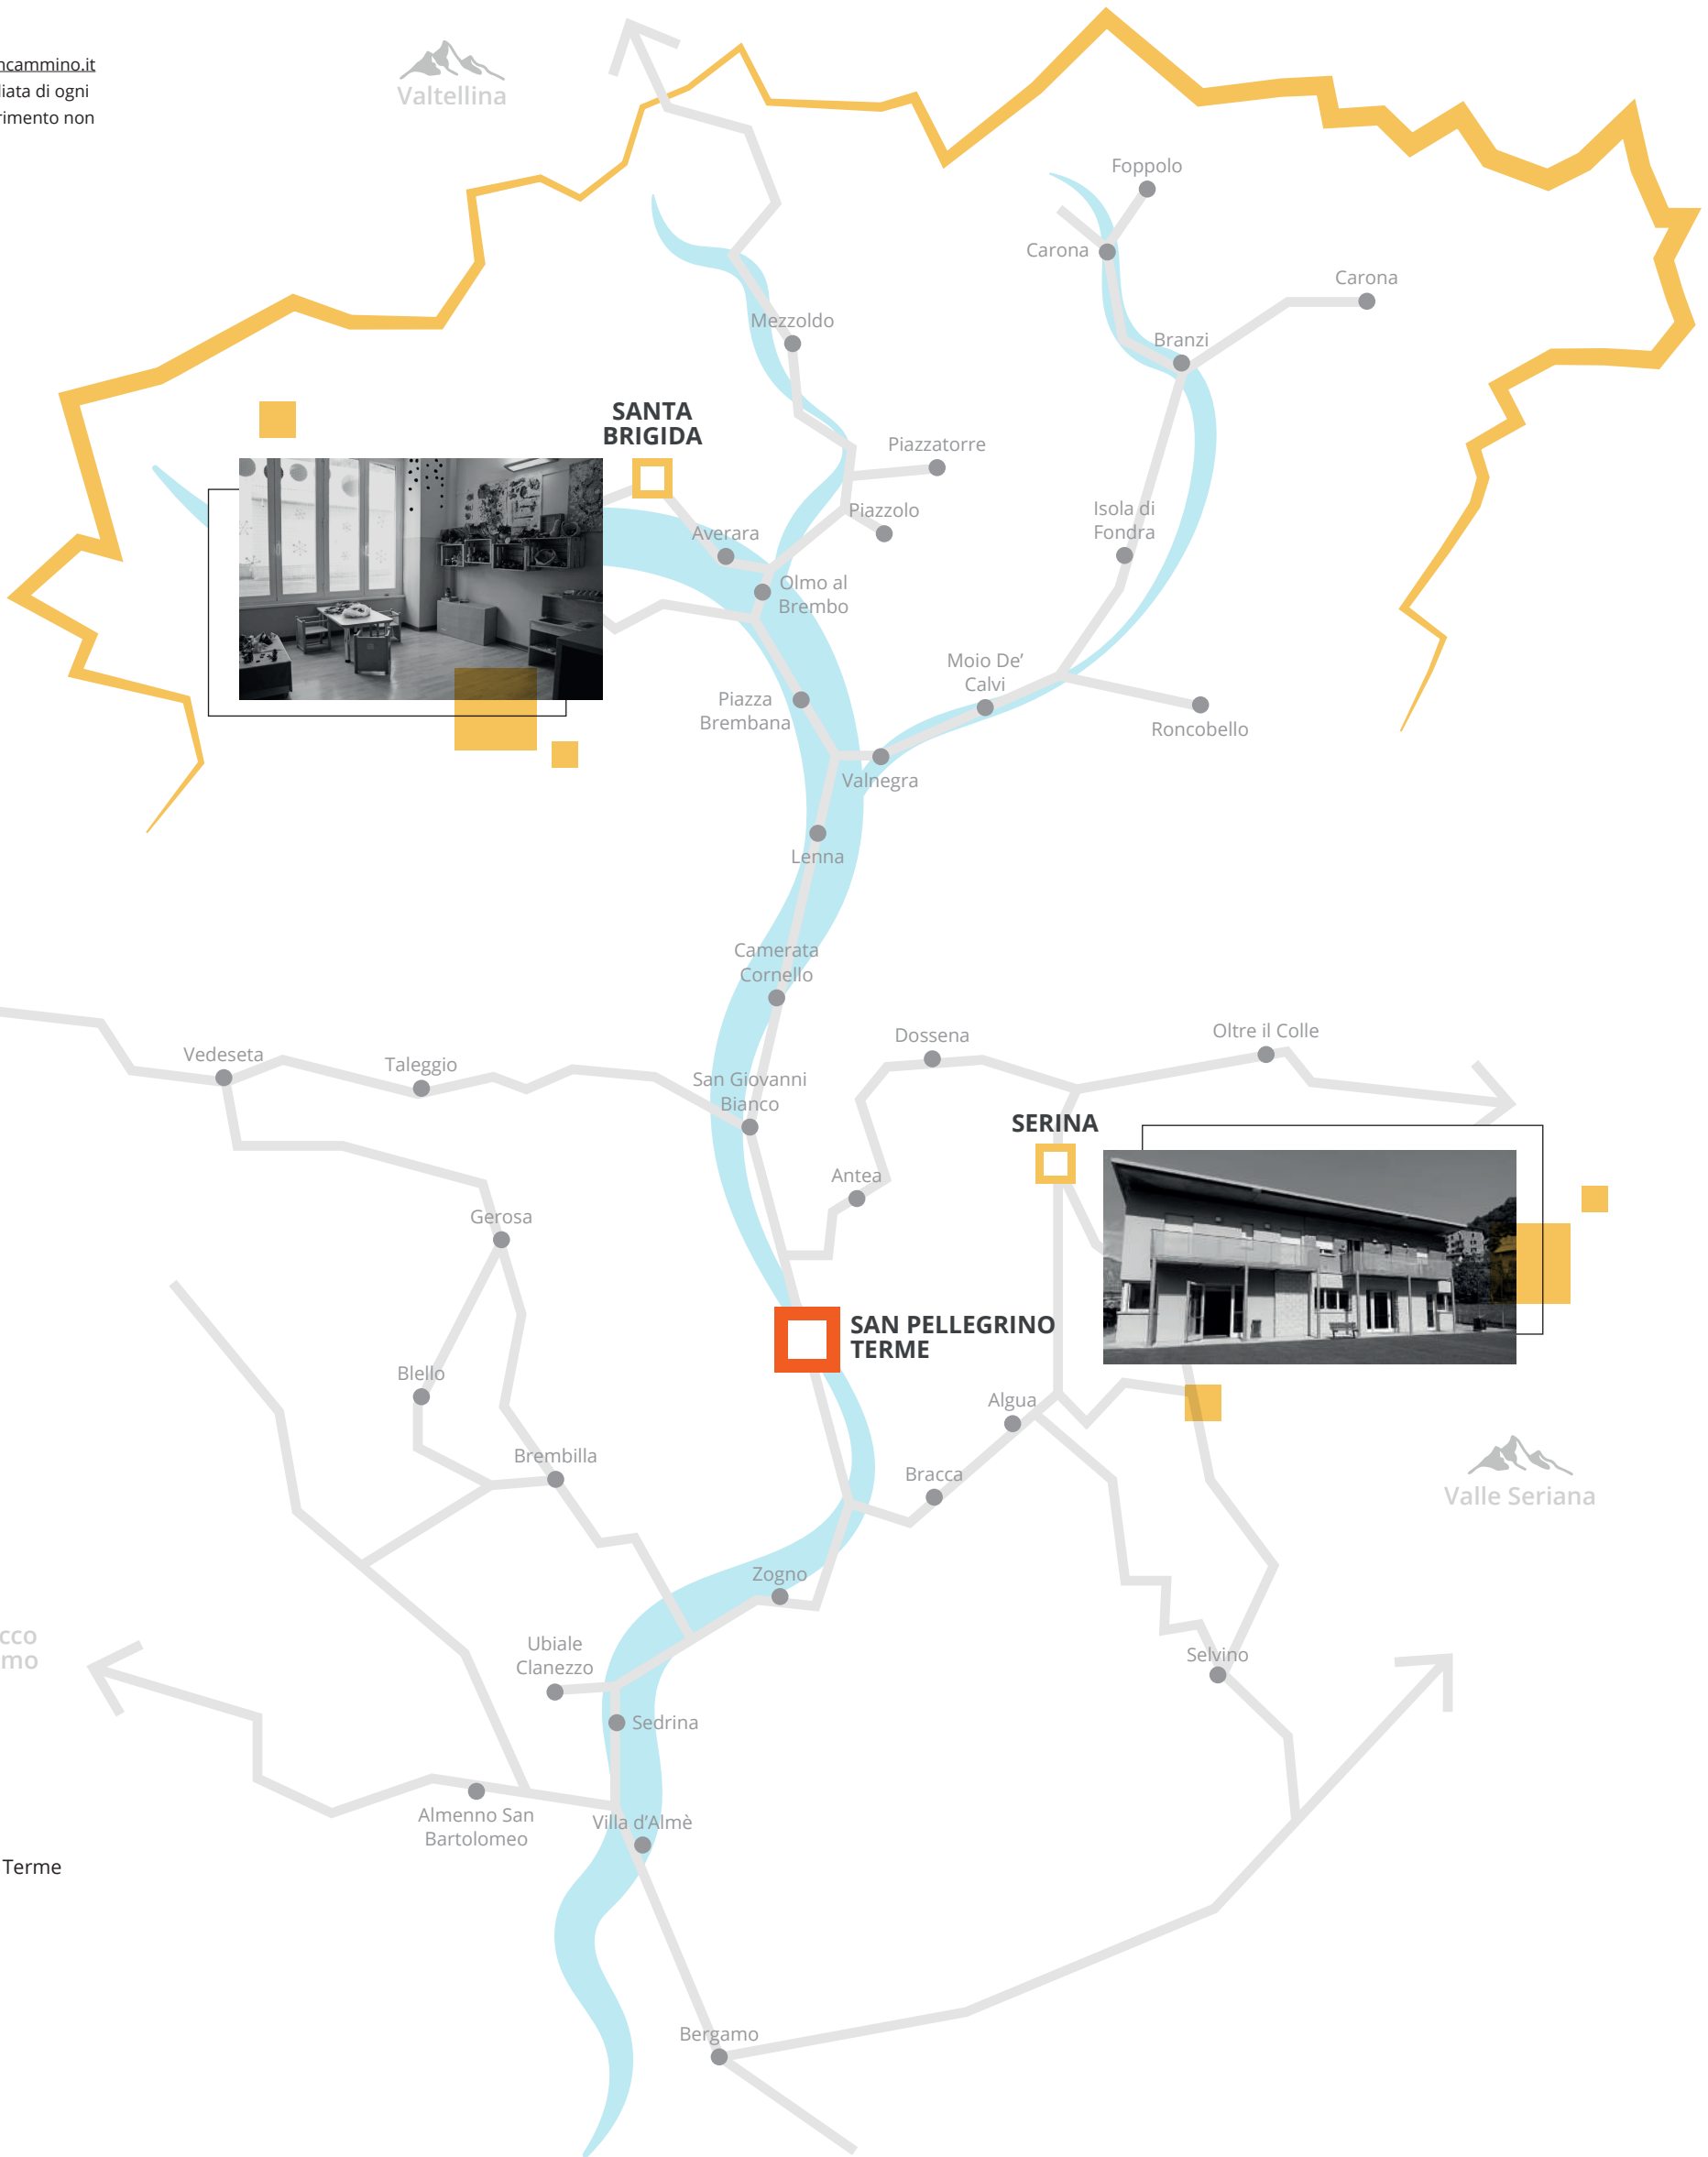 ncammino.it
liata di ogni
rimento non
Valtellina
Foppolo
Carona
Carona
Mezzoldo
Branzi
SANTA
BRIGIDA
Piazzatorre
Piazzolo
Isola di
Fondra
Averara
Olmo al
Brembo
Moio De'
Calvi
Piazza
Brembana
Roncobello
Valnegra
Lenna
Camerata
Cornello
Dossena
Oltre il Colle
Vedeseta
Taleggio
San Giovanni
Bianco
SERINA
Antea
Gerosa
SAN PELLEGRINO
TERME
Blello
Algua
Brembilla
Bracca
Valle Seriana
Zogno
cco
mo
Ubiale
Clanezzo
Selvino
Sedrina
Almenno San
Bartolomeo
Villa d'Almè
Terme
Bergamo